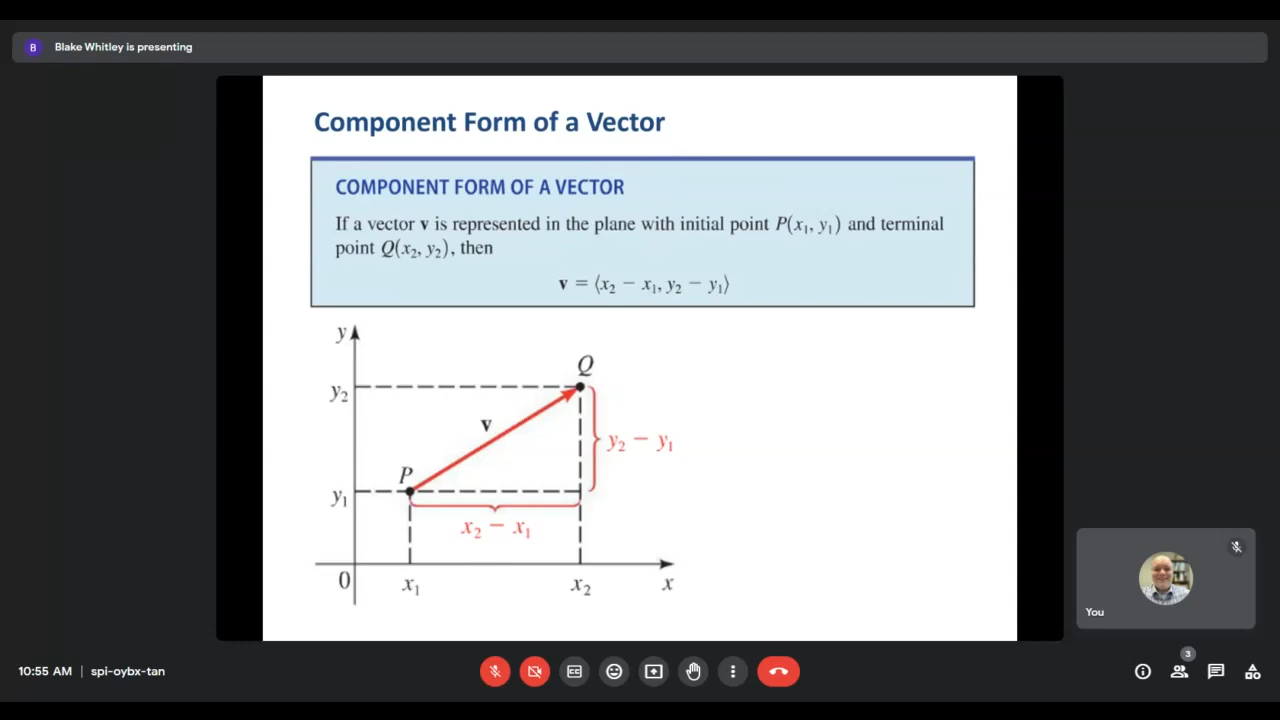 B Blake Whitley is presenting
Component Form of a Vector
COMPONENT FORM OF A VECTOR
If a vector v is represented in the plane with initial point P(x₁, y₁) and terminal
point Q(x₂, y₂), then
v = ⟨x₂ − x₁, y₂ − y₁⟩
y
Q
y₂
v
y₂ − y₁
P
y₁
x₂ − x₁
0
x₁
x₂
x
You
10:55 AM | spi-oybx-tan
CC
3